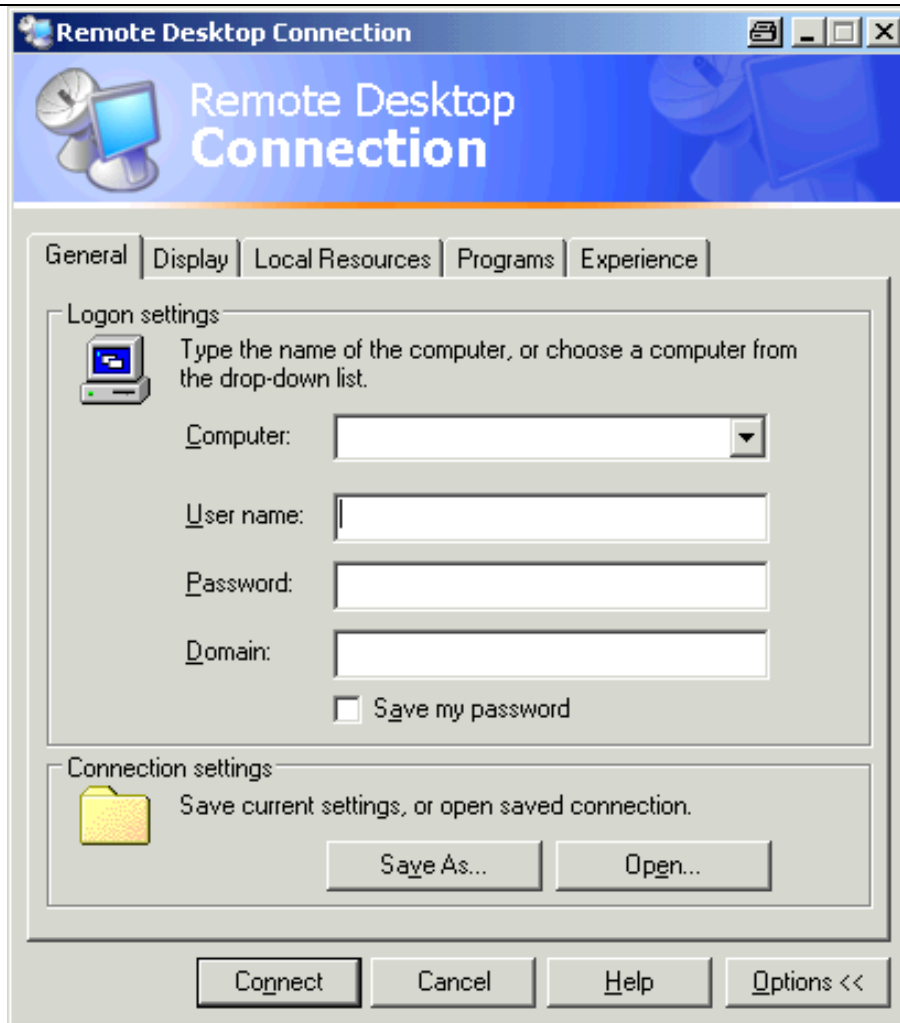 Remote Desktop Connection
Remote Desktop
Connection
General Display Local Resources Programs Experience
Logon settings
Type the name of the computer, or choose a computer from
the drop-down list.
Computer:
User name:
Password:
Domain:
Save my password
Connection settings
Save current settings, or open saved connection.
Save As... Open...
Connect Cancel Help Options <<